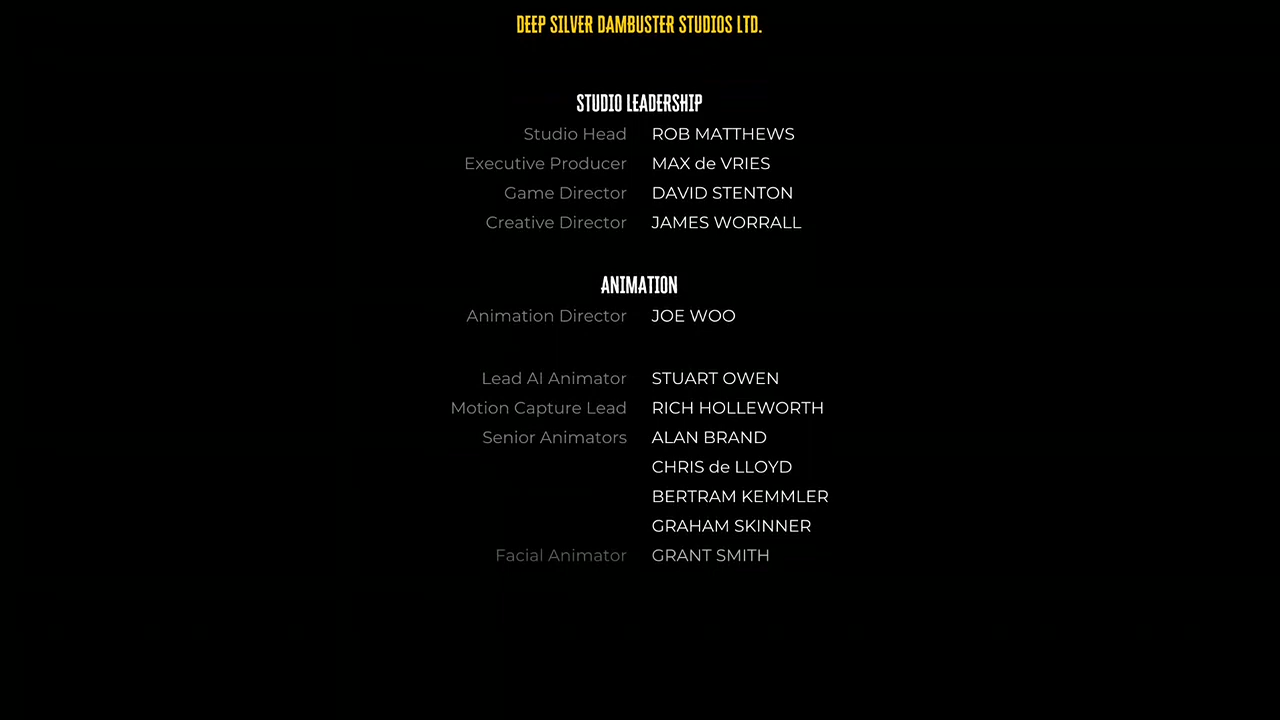 DEEP SILVER DAMBUSTER STUDIOS LTD.
STUDIO LEADERSHIP
Studio Head ROB MATTHEWS
Executive Producer MAX de VRIES
Game Director DAVID STENTON
Creative Director JAMES WORRALL
ANIMATION
Animation Director JOE WOO
Lead AI Animator STUART OWEN
Motion Capture Lead RICH HOLLEWORTH
Senior Animators ALAN BRAND
CHRIS de LLOYD
BERTRAM KEMMLER
GRAHAM SKINNER
Facial Animator GRANT SMITH